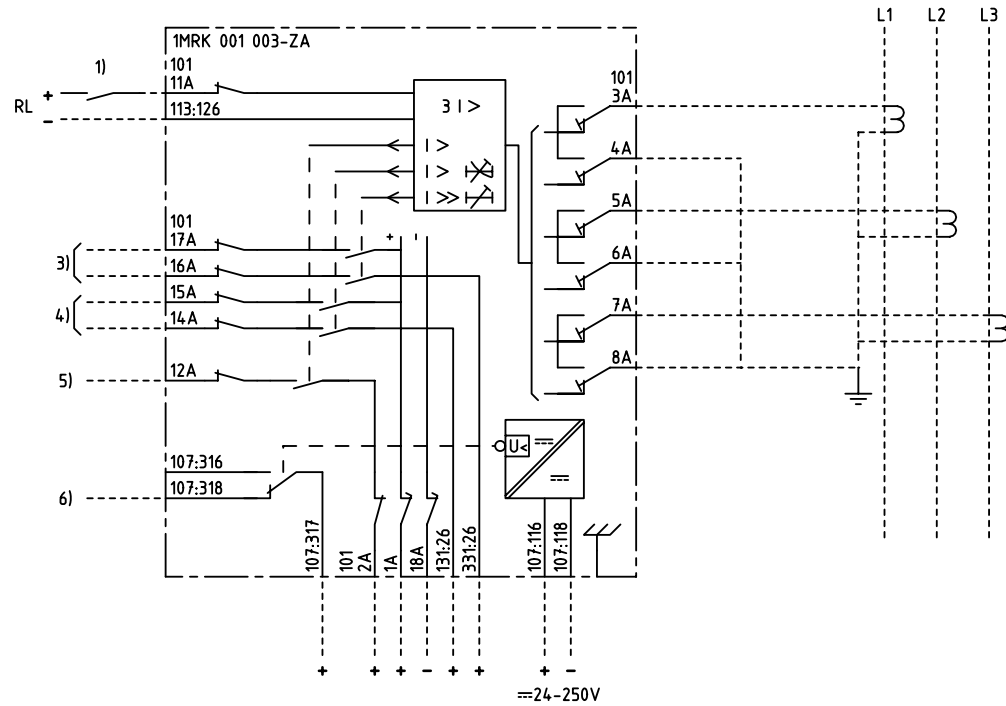 L1 L2 L3
1MRK 001 003-ZA
1)
101
11A
RL + −
113:126
3 I >
I >
I >
I >>
101
3A
4A
5A
6A
7A
8A
101
+ -
17A
3)
16A
15A
4)
14A
5)
12A
U<
107:316
6)
107:318
107:317
101
2A
1A
18A
131:26
331:26
107:116
107:118
+ + + − + + + −
24-250V